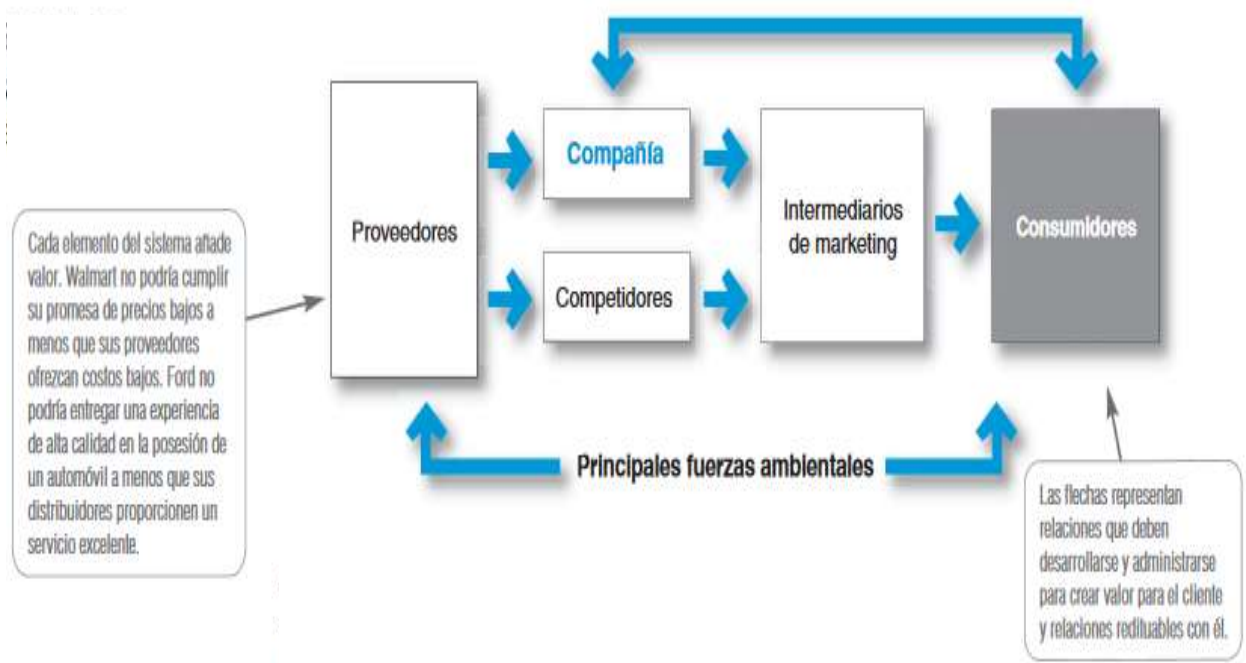 Cada elemento del sistema añade
valor. Walmart no podría cumplir
su promesa de precios bajos a
menos que sus proveedores
ofrezcan costos bajos. Ford no
podría entregar una experiencia
de alta calidad en la posesión de
un automóvil a menos que sus
distribuidores proporcionen un
servicio excelente.
Proveedores
Compañía
Competidores
Intermediarios
de marketing
Consumidores
Principales fuerzas ambientales
Las flechas representan
relaciones que deben
desarrollarse y administrarse
para crear valor para el cliente
y relaciones redituables con él.